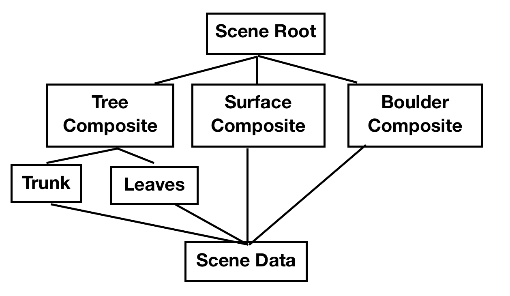 Scene Root
Tree
Composite
Surface
Composite
Boulder
Composite
Trunk
Leaves
Scene Data